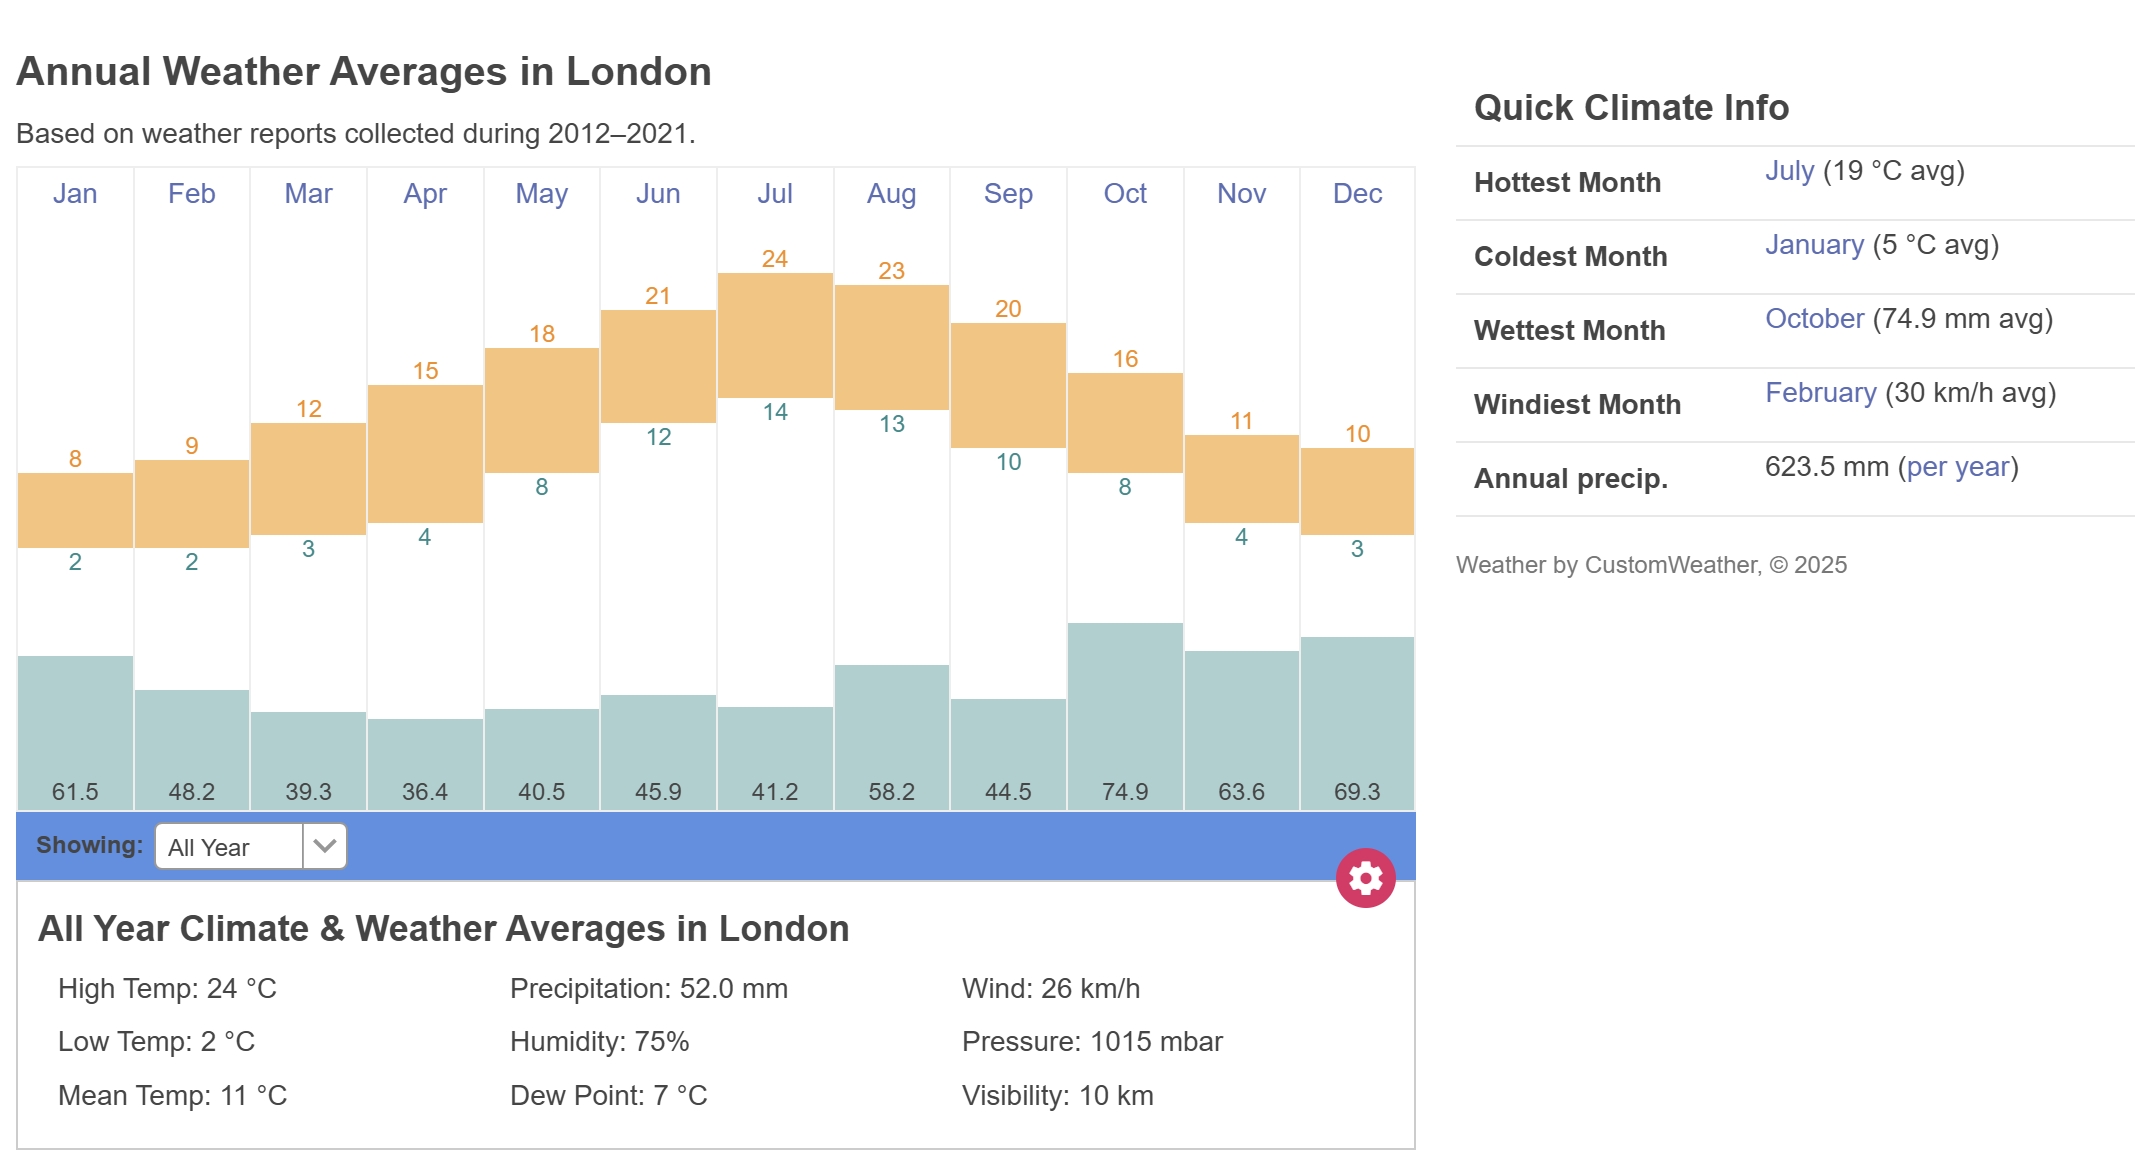 Annual Weather Averages in London
Based on weather reports collected during 2012–2021.
Jan Feb Mar Apr May Jun Jul Aug Sep Oct Nov Dec
8 9 12 15 18 21 24 23 20 16 11 10
2 2 3 4 8 12 14 13 10 8 4 3
61.5 48.2 39.3 36.4 40.5 45.9 41.2 58.2 44.5 74.9 63.6 69.3
Showing: All Year
All Year Climate & Weather Averages in London
High Temp: 24 °C
Low Temp: 2 °C
Mean Temp: 11 °C
Precipitation: 52.0 mm
Humidity: 75%
Dew Point: 7 °C
Wind: 26 km/h
Pressure: 1015 mbar
Visibility: 10 km
Quick Climate Info
Hottest Month July (19 °C avg)
Coldest Month January (5 °C avg)
Wettest Month October (74.9 mm avg)
Windiest Month February (30 km/h avg)
Annual precip. 623.5 mm (per year)
Weather by CustomWeather, © 2025